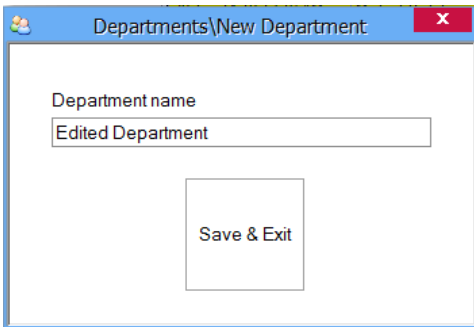 Departments\New Department
x
Department name
Edited Department
Save & Exit